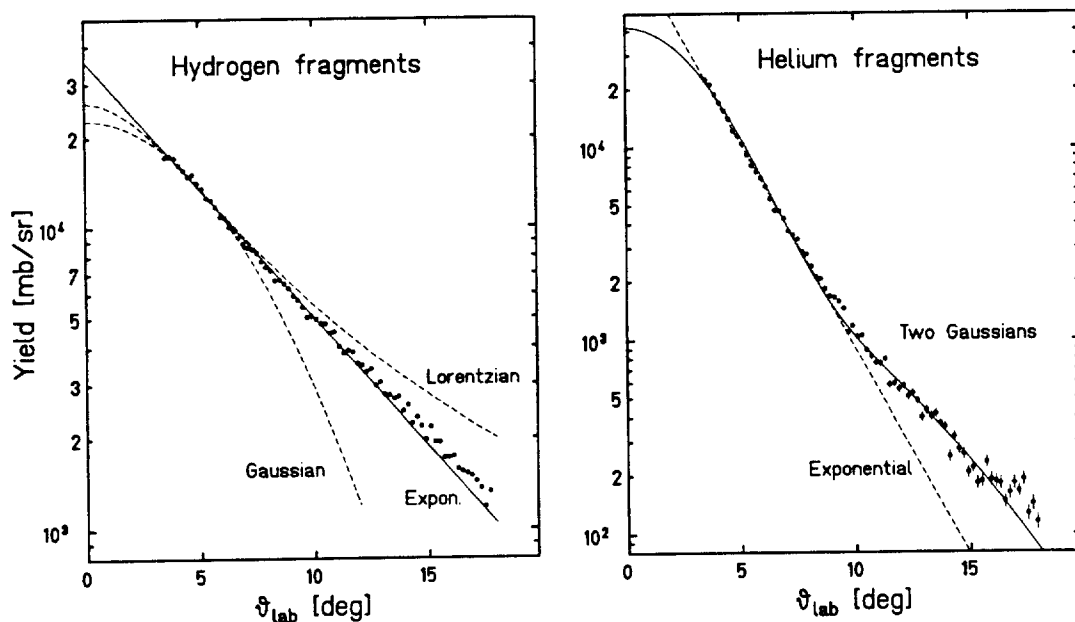 Hydrogen fragments
Yield [mb/sr]
3
2
10⁴
7
5
3
2
10³
Lorentzian
Gaussian
Expon.
0 5 10 15
ϑlab [deg]
Helium fragments
2
10⁴
5
2
10³
5
2
10²
Two Gaussians
Exponential
0 5 10 15
ϑlab [deg]